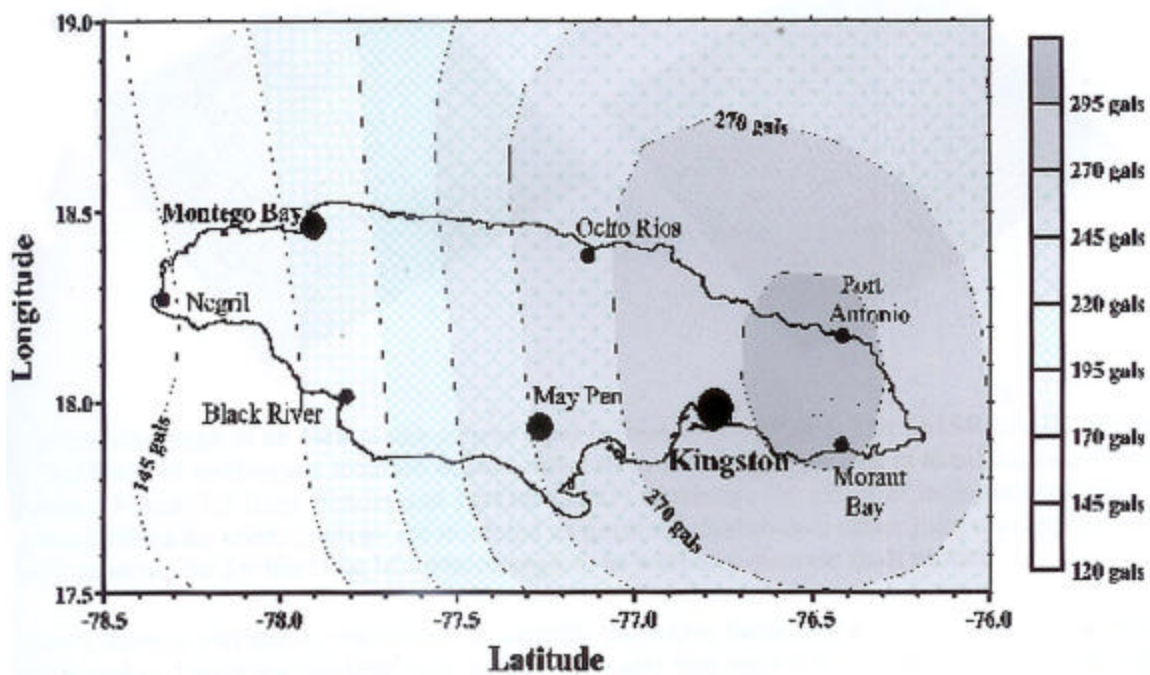 19.0
295 gals
270 gals
270 gals
Longitude
18.5
Montego Bay
Ocho Rios
245 gals
Negril
Port
Antonio
220 gals
195 gals
18.0
May Pen
Black River
170 gals
145 gals
Kingston
Morant
Bay
270 gals
145 gals
120 gals
17.5
-78.5
-78.0
-77.5
-77.0
-76.5
-76.0
Latitude